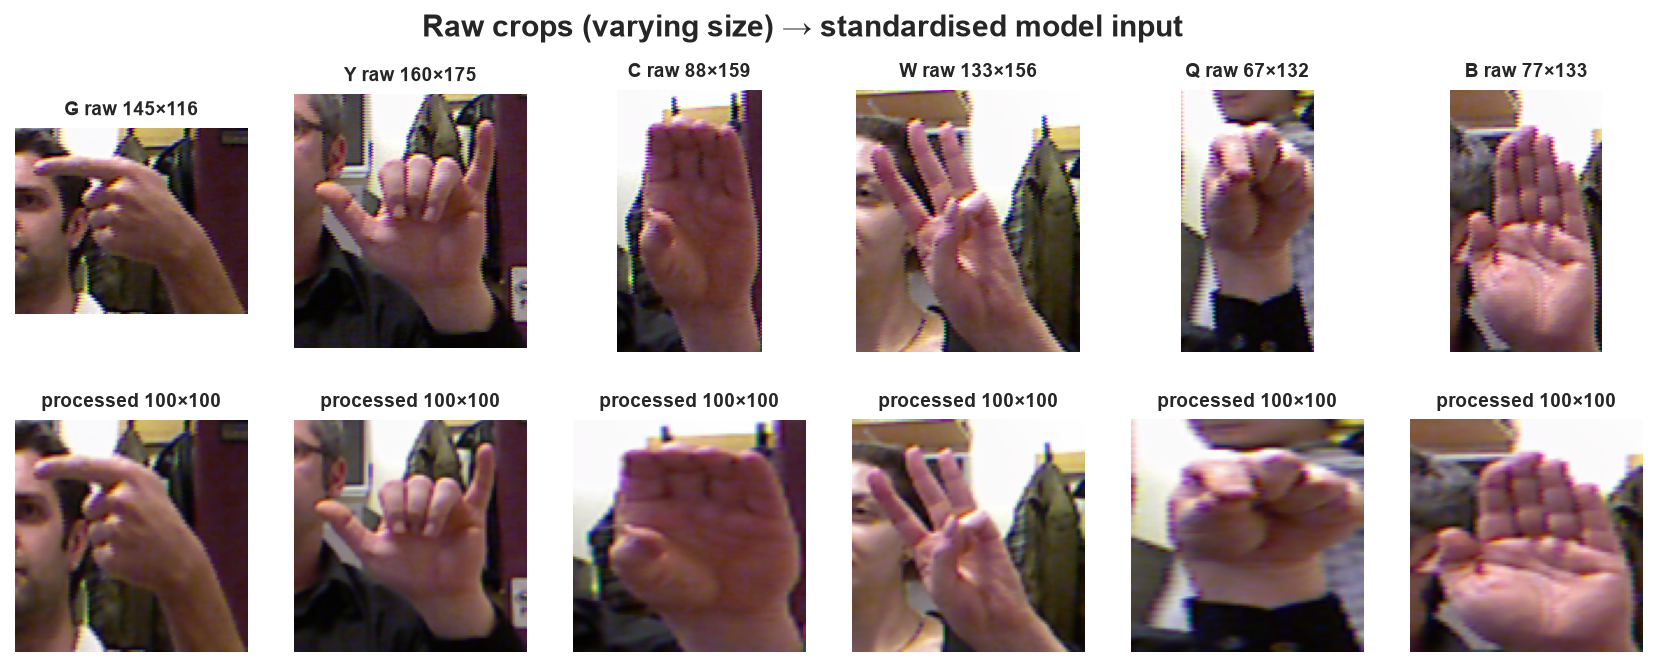 Raw crops (varying size) → standardised model input
G raw 145×116
Y raw 160×175
C raw 88×159
W raw 133×156
Q raw 67×132
B raw 77×133
processed 100×100
processed 100×100
processed 100×100
processed 100×100
processed 100×100
processed 100×100